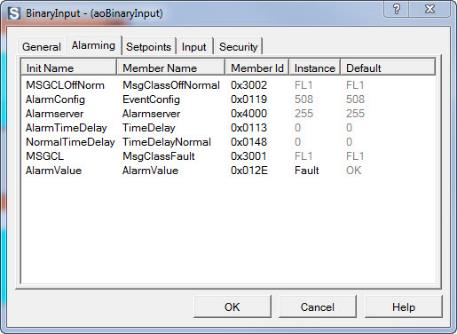 S BinaryInput - (aoBinaryInput) ?
General Alarming Setpoints Input Security
Init Name Member Name Member Id Instance Default
MSGCLOffNorm MsgClassOffNormal 0x3002 FL1 FL1
AlarmConfig EventConfig 0x0119 508 508
Alarmserver Alarmserver 0x4000 255 255
AlarmTimeDelay TimeDelay 0x0113 0 0
NormalTimeDelay TimeDelayNormal 0x0148 0 0
MSGCL MsgClassFault 0x3001 FL1 FL1
AlarmValue AlarmValue 0x012E Fault OK
OK Cancel Help